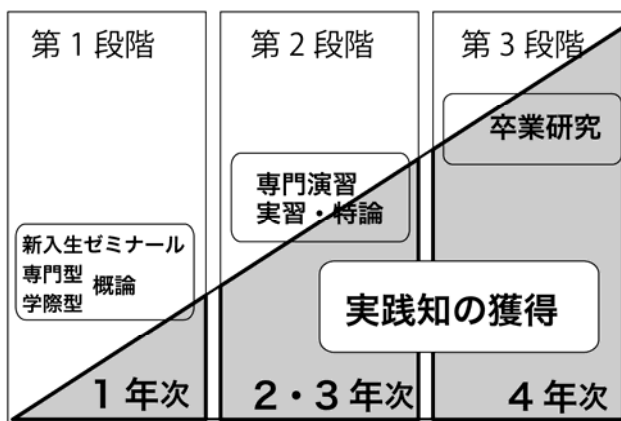 第1段階
第2段階
第3段階
卒業研究
専門演習
実習・特論
新入生ゼミナール
専門型
学際型
概論
実践知の獲得
1年次
2・3年次
4年次